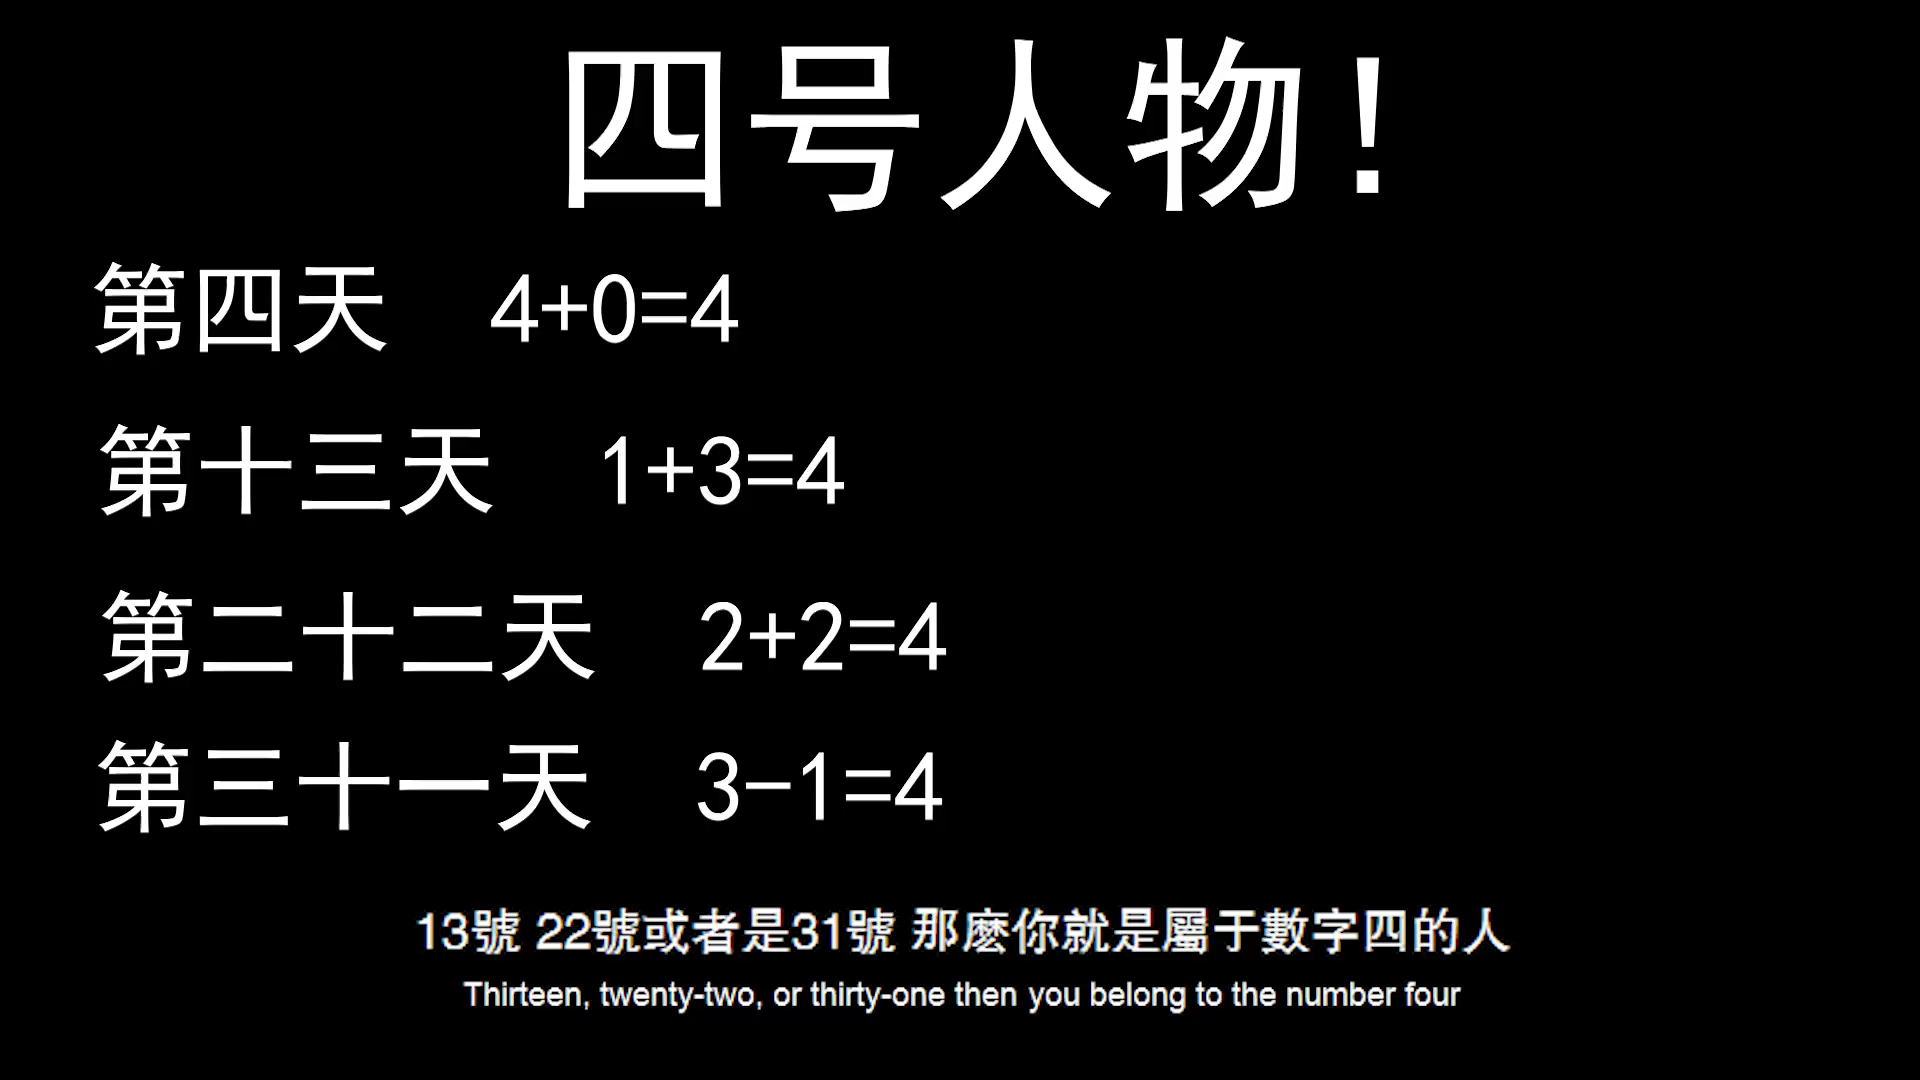 四号人物！
第四天 4+0=4
第十三天 1+3=4
第二十二天 2+2=4
第三十一天 3-1=4
13號 22號或者是31號 那麽你就是屬于數字四的人
Thirteen, twenty-two, or thirty-one then you belong to the number four